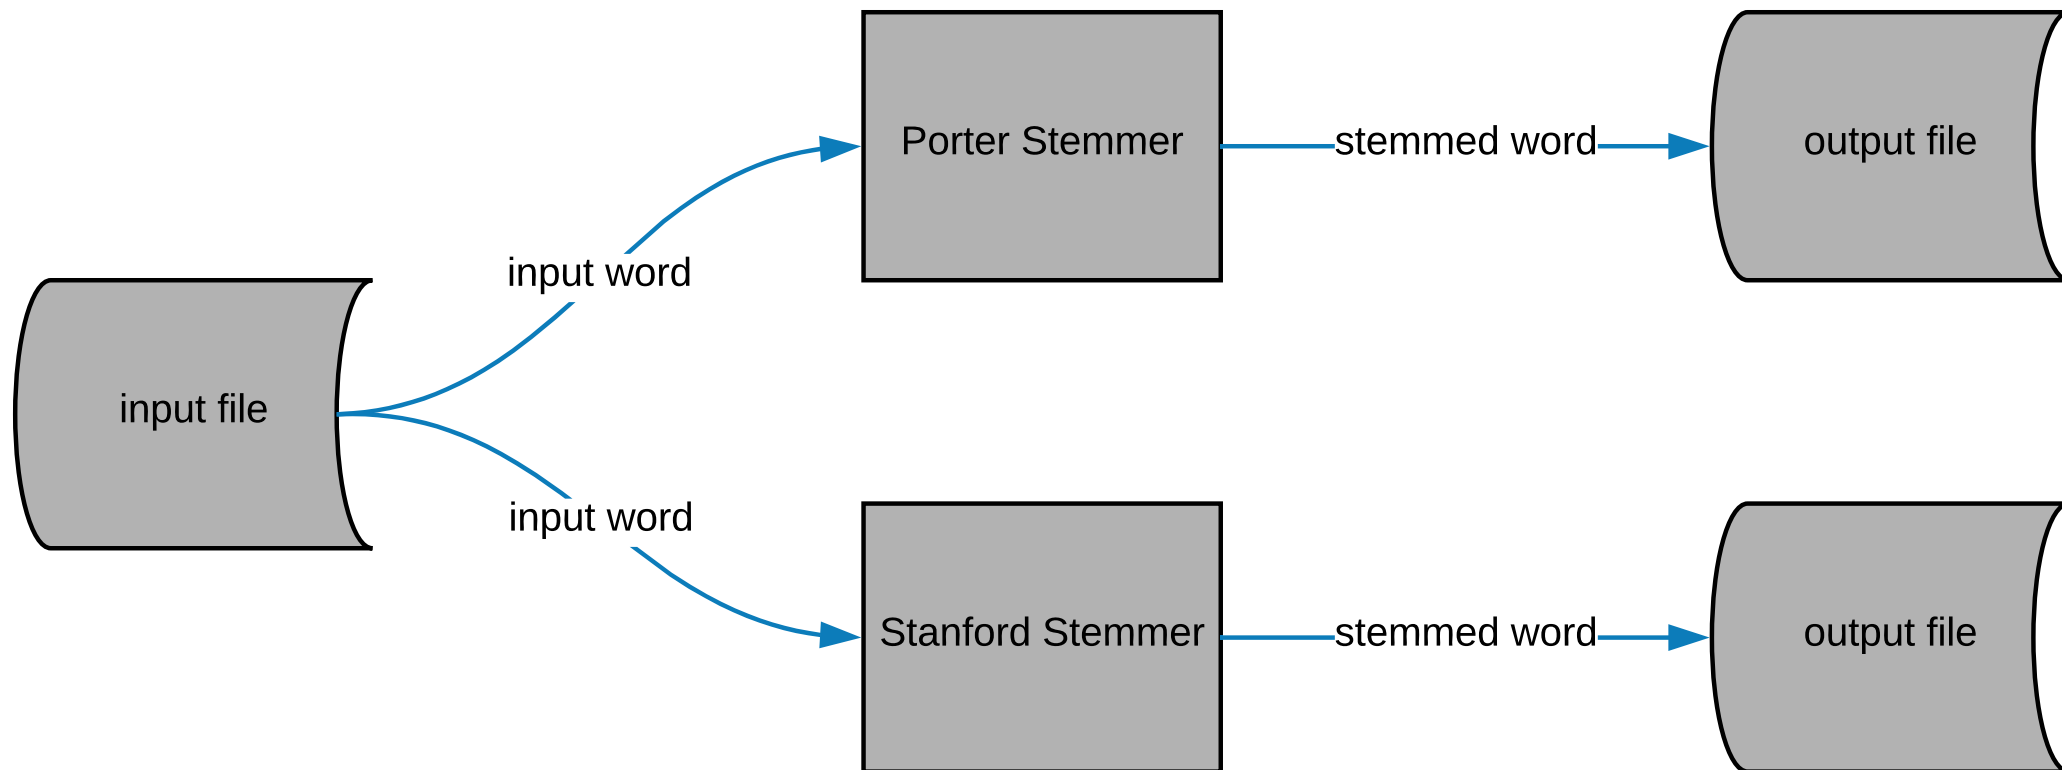 Porter Stemmer
stemmed word
output file
input word
input file
input word
Stanford Stemmer
stemmed word
output file